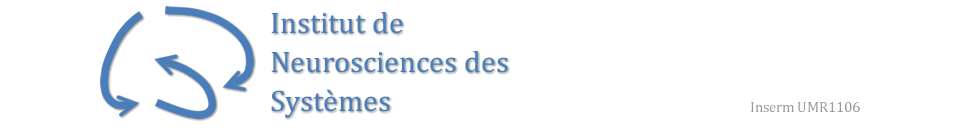 Institut de
Neurosciences des
Systèmes
Inserm UMR1106